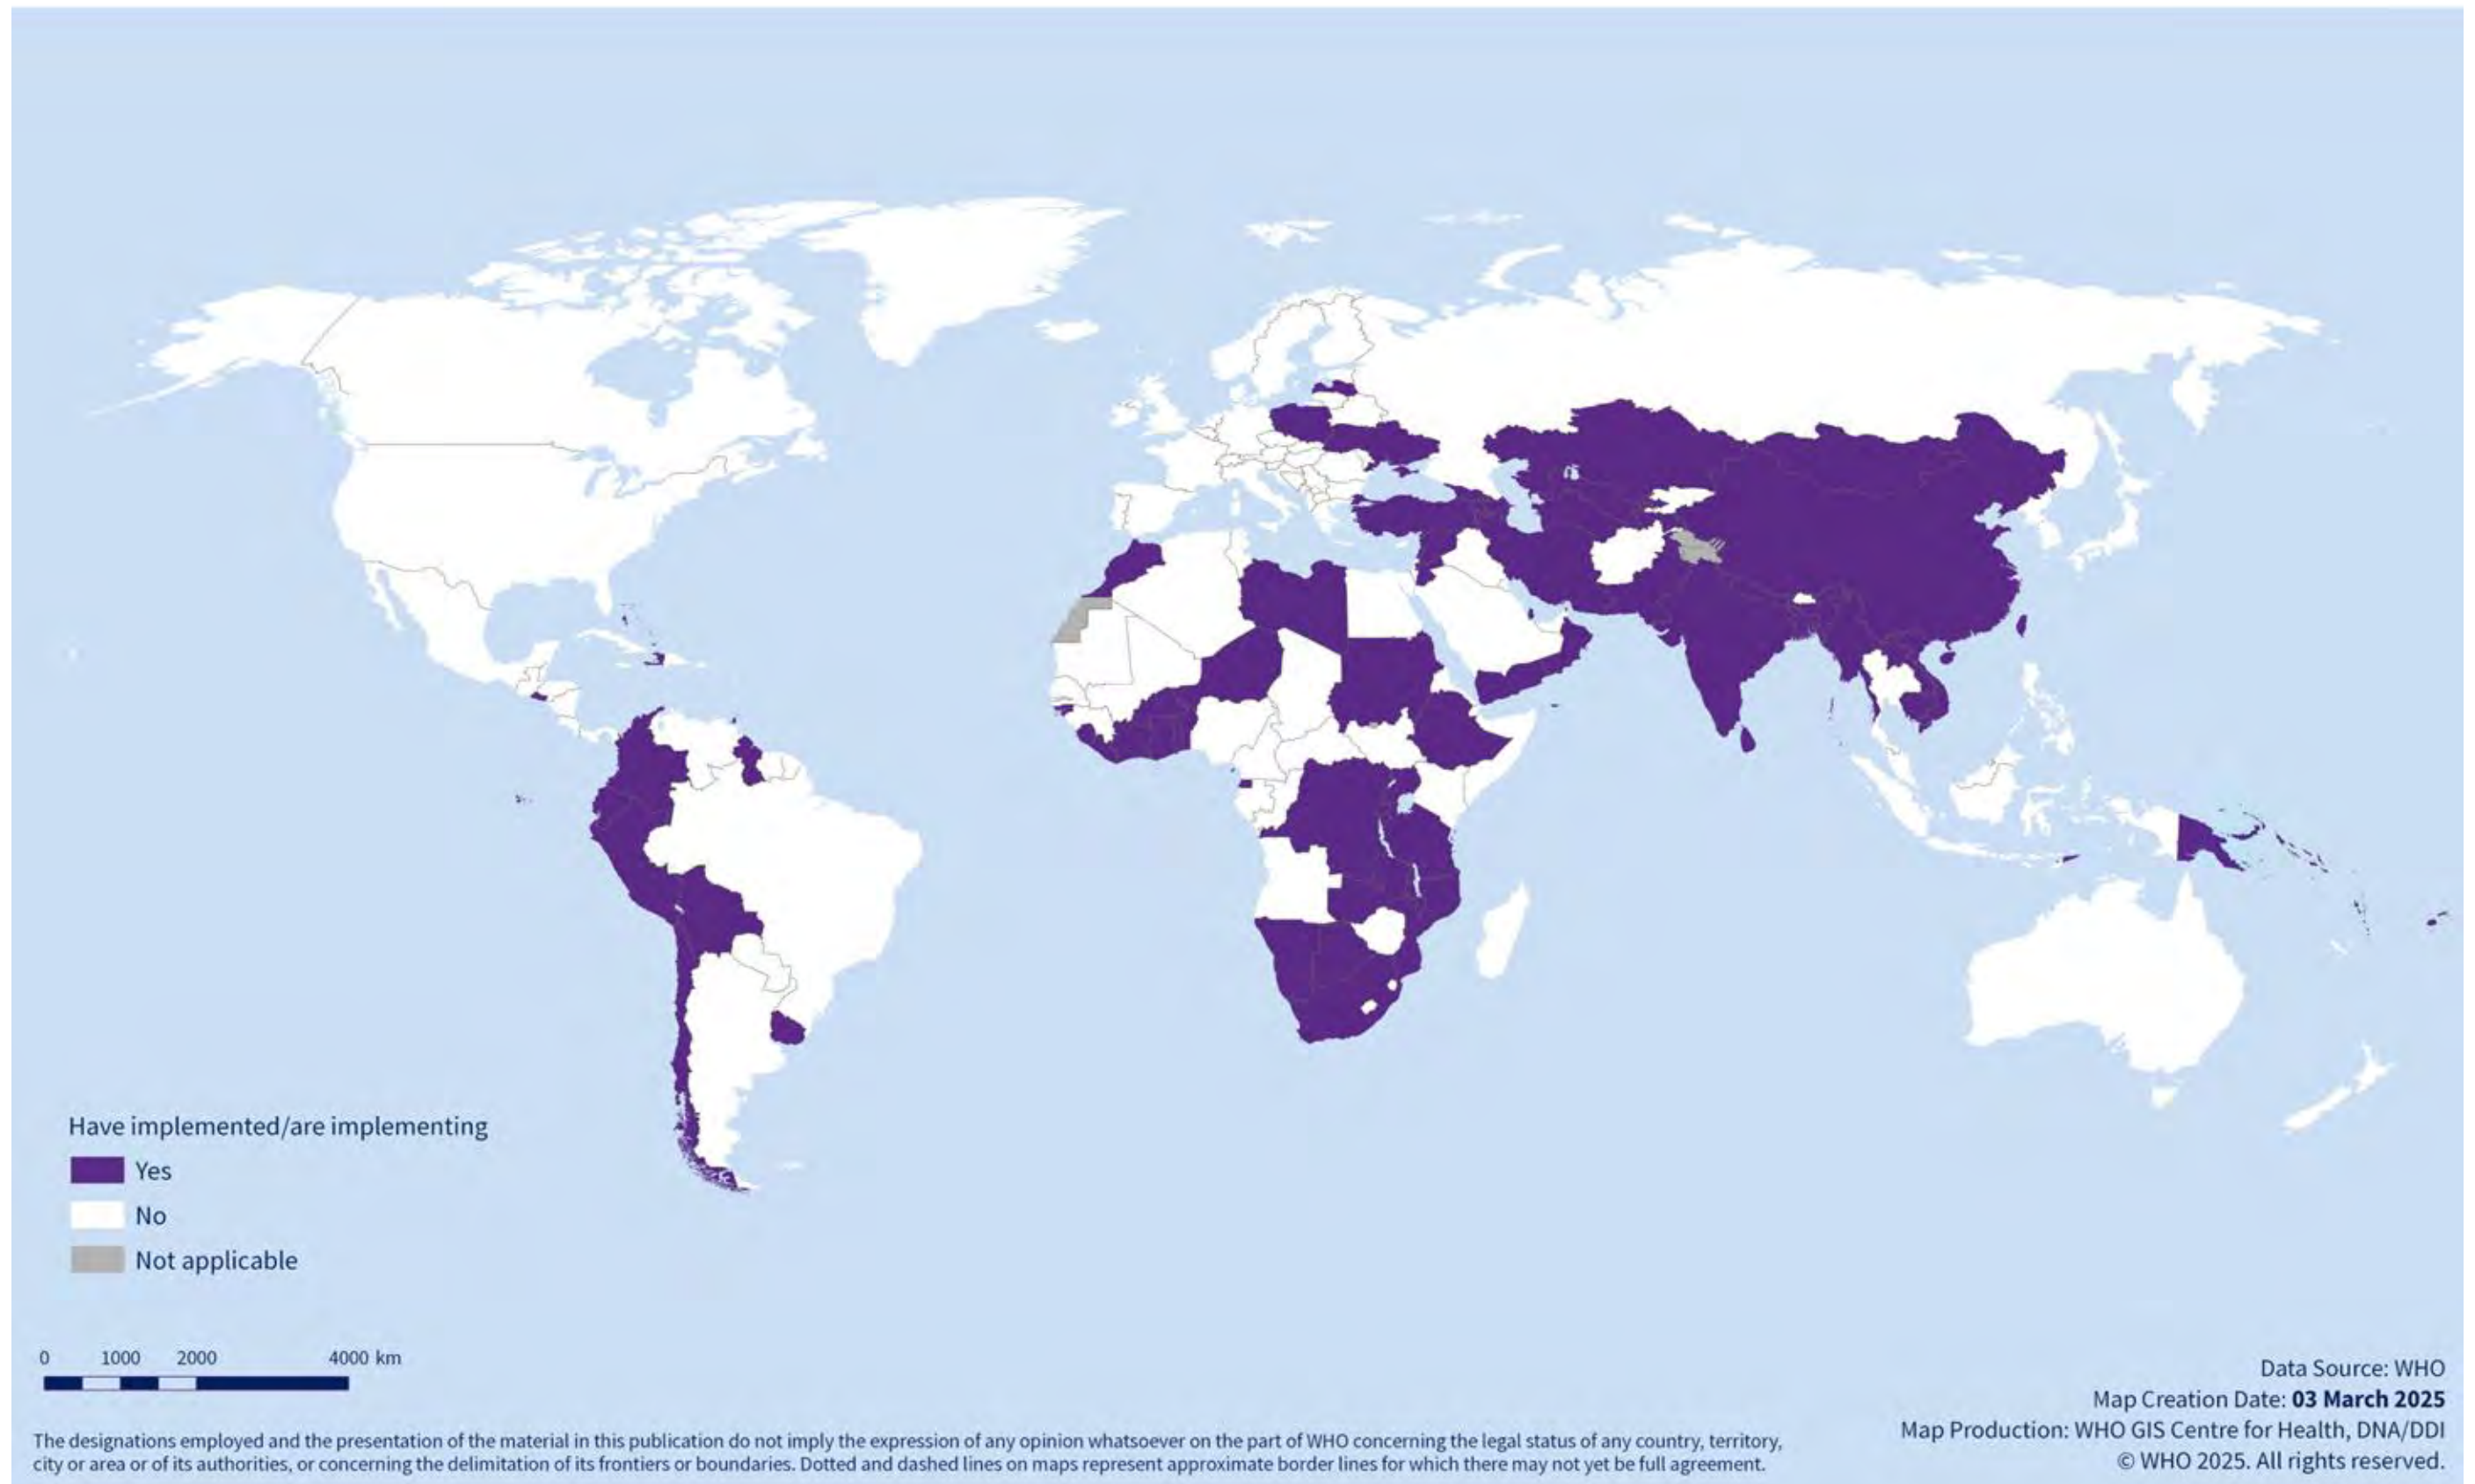 Have implemented/are implementing
Yes
No
Not applicable
0 1000 2000 4000 km
Data Source: WHO
Map Creation Date: 03 March 2025
Map Production: WHO GIS Centre for Health, DNA/DDI
© WHO 2025. All rights reserved.
The designations employed and the presentation of the material in this publication do not imply the expression of any opinion whatsoever on the part of WHO concerning the legal status of any country, territory,
city or area or of its authorities, or concerning the delimitation of its frontiers or boundaries. Dotted and dashed lines on maps represent approximate border lines for which there may not yet be full agreement.